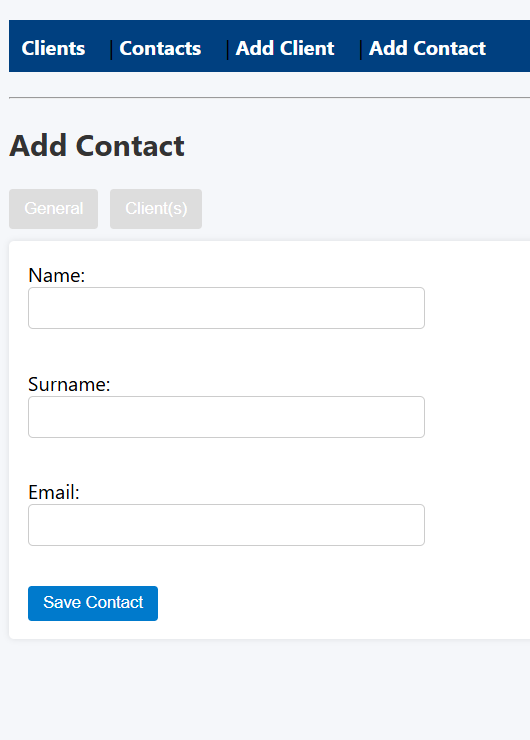 Clients | Contacts | Add Client | Add Contact
Add Contact
General Client(s)
Name:
Surname:
Email:
Save Contact